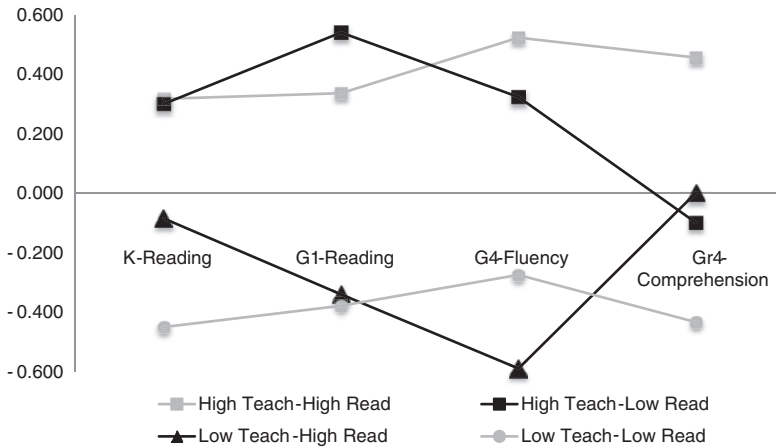 0.600
0.400
0.200
0.000
-0.200
-0.400
-0.600
K-Reading G1-Reading G4-Fluency Gr4-
Comprehension
High Teach-High Read High Teach-Low Read
Low Teach-High Read Low Teach-Low Read